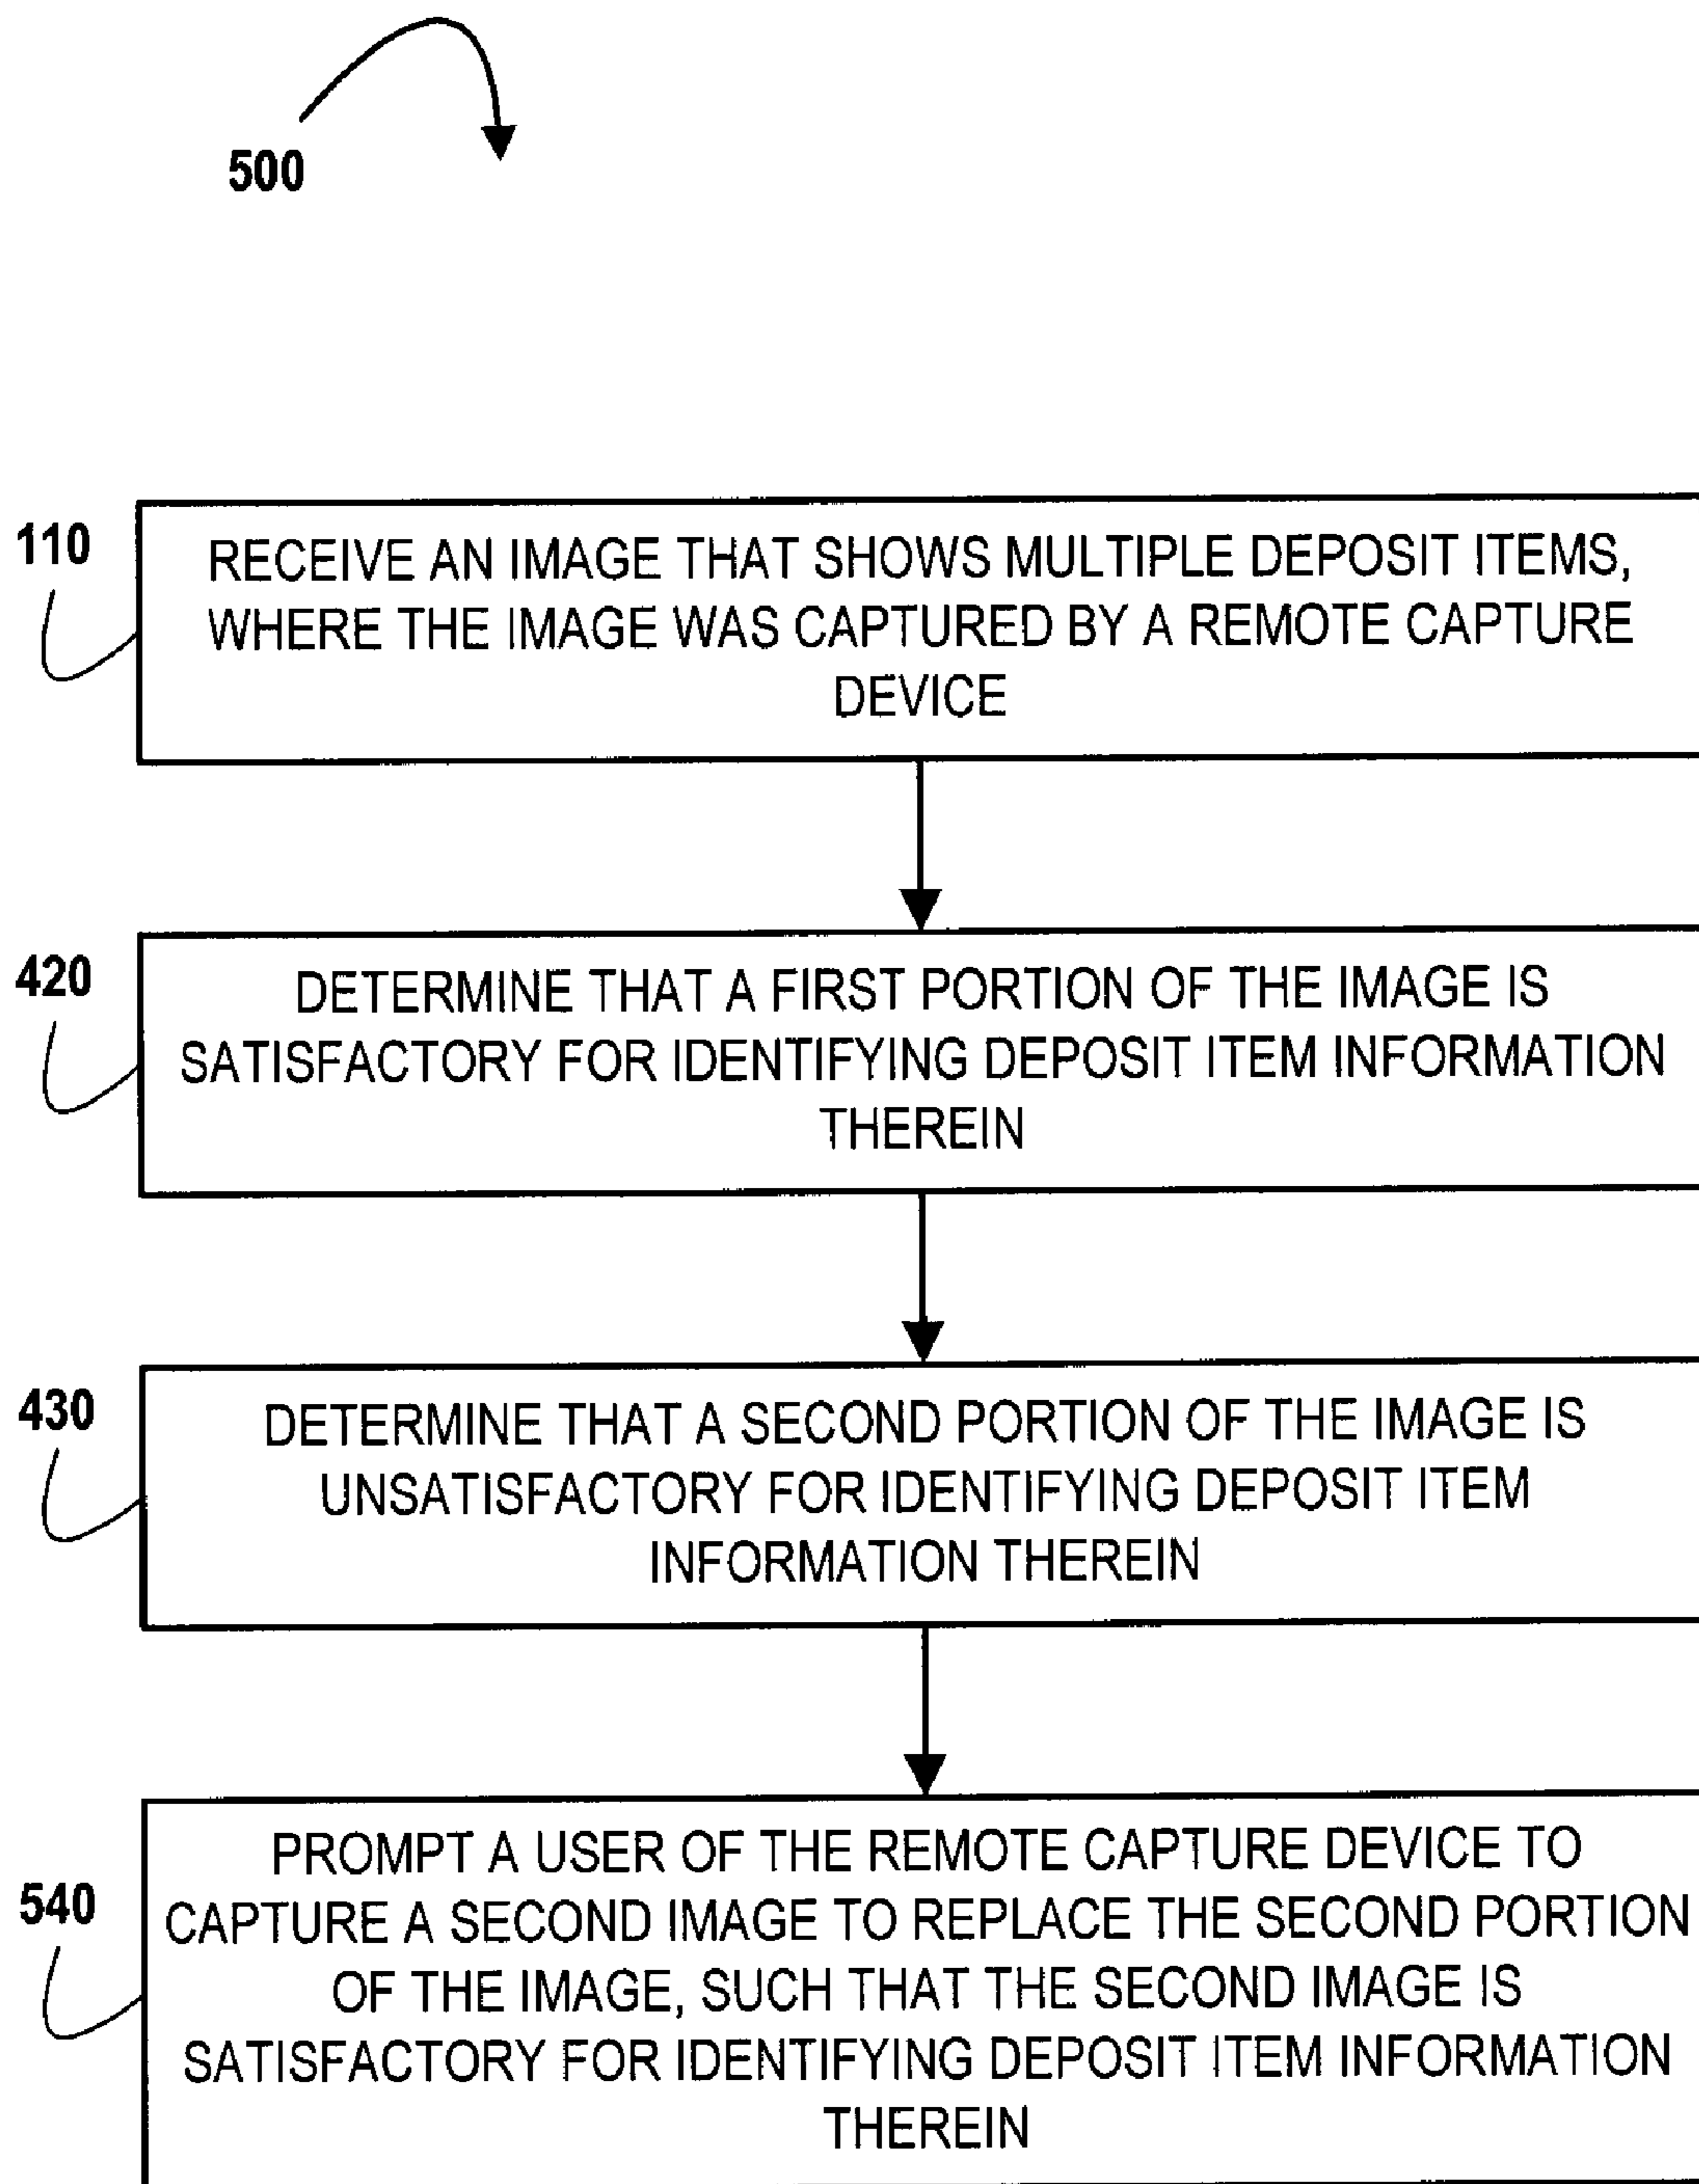 500
110
RECEIVE AN IMAGE THAT SHOWS MULTIPLE DEPOSIT ITEMS,
WHERE THE IMAGE WAS CAPTURED BY A REMOTE CAPTURE
DEVICE
420
DETERMINE THAT A FIRST PORTION OF THE IMAGE IS
SATISFACTORY FOR IDENTIFYING DEPOSIT ITEM INFORMATION
THEREIN
430
DETERMINE THAT A SECOND PORTION OF THE IMAGE IS
UNSATISFACTORY FOR IDENTIFYING DEPOSIT ITEM
INFORMATION THEREIN
540
PROMPT A USER OF THE REMOTE CAPTURE DEVICE TO
CAPTURE A SECOND IMAGE TO REPLACE THE SECOND PORTION
OF THE IMAGE, SUCH THAT THE SECOND IMAGE IS
SATISFACTORY FOR IDENTIFYING DEPOSIT ITEM INFORMATION
THEREIN